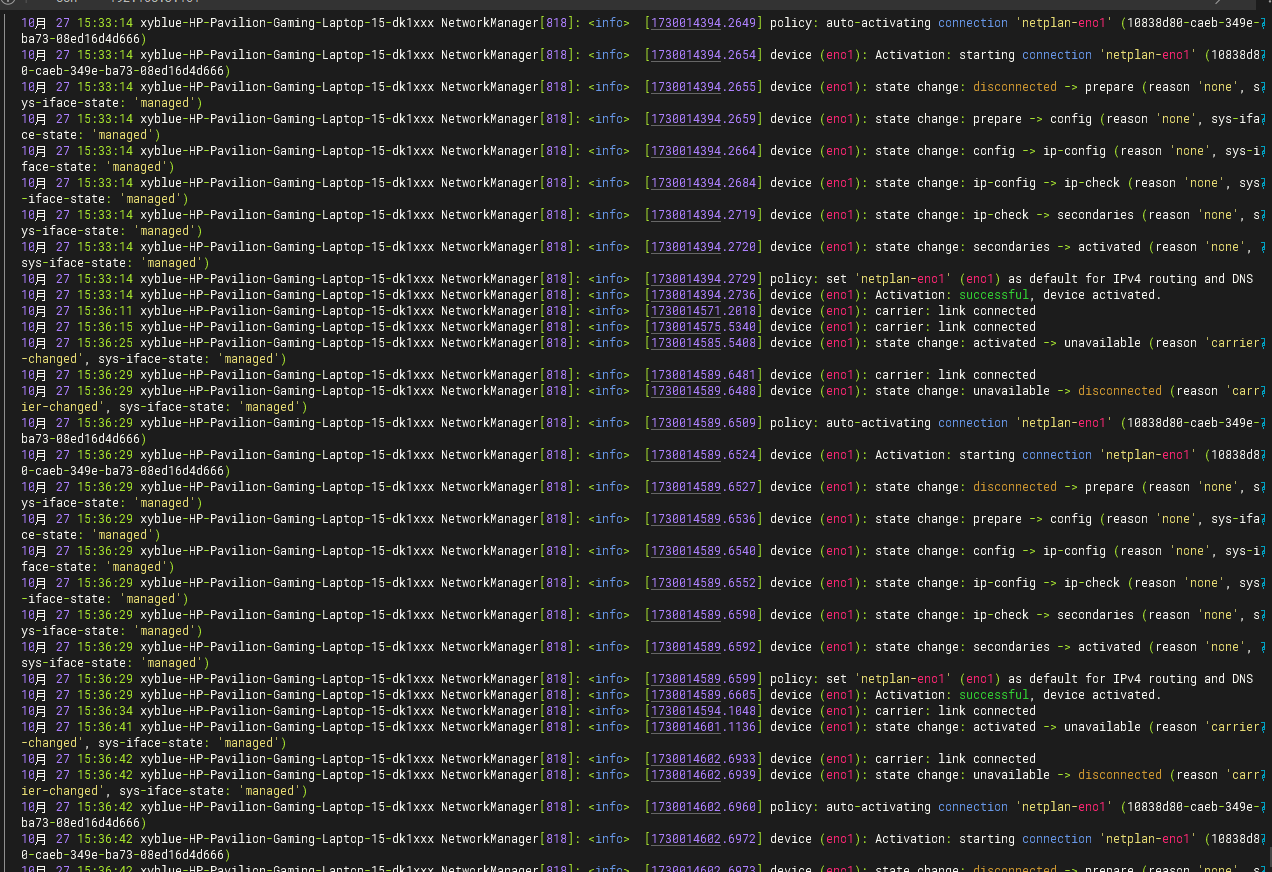 10月 27 15:33:14 xyblue-HP-Pavilion-Gaming-Laptop-15-dk1xxx NetworkManager[818]: <info>  [1730014394.2649] policy: auto-activating connection 'netplan-eno1' (10838d80-caeb-349e-
ba73-08ed16d4d666)
10月 27 15:33:14 xyblue-HP-Pavilion-Gaming-Laptop-15-dk1xxx NetworkManager[818]: <info>  [1730014394.2654] device (eno1): Activation: starting connection 'netplan-eno1' (10838d8
0-caeb-349e-ba73-08ed16d4d666)
10月 27 15:33:14 xyblue-HP-Pavilion-Gaming-Laptop-15-dk1xxx NetworkManager[818]: <info>  [1730014394.2655] device (eno1): state change: disconnected -> prepare (reason 'none', s
ys-iface-state: 'managed')
10月 27 15:33:14 xyblue-HP-Pavilion-Gaming-Laptop-15-dk1xxx NetworkManager[818]: <info>  [1730014394.2659] device (eno1): state change: prepare -> config (reason 'none', sys-ifa
ce-state: 'managed')
10月 27 15:33:14 xyblue-HP-Pavilion-Gaming-Laptop-15-dk1xxx NetworkManager[818]: <info>  [1730014394.2664] device (eno1): state change: config -> ip-config (reason 'none', sys-i
face-state: 'managed')
10月 27 15:33:14 xyblue-HP-Pavilion-Gaming-Laptop-15-dk1xxx NetworkManager[818]: <info>  [1730014394.2684] device (eno1): state change: ip-config -> ip-check (reason 'none', sys
-iface-state: 'managed')
10月 27 15:33:14 xyblue-HP-Pavilion-Gaming-Laptop-15-dk1xxx NetworkManager[818]: <info>  [1730014394.2719] device (eno1): state change: ip-check -> secondaries (reason 'none', s
ys-iface-state: 'managed')
10月 27 15:33:14 xyblue-HP-Pavilion-Gaming-Laptop-15-dk1xxx NetworkManager[818]: <info>  [1730014394.2720] device (eno1): state change: secondaries -> activated (reason 'none',
sys-iface-state: 'managed')
10月 27 15:33:14 xyblue-HP-Pavilion-Gaming-Laptop-15-dk1xxx NetworkManager[818]: <info>  [1730014394.2729] policy: set 'netplan-eno1' (eno1) as default for IPv4 routing and DNS
10月 27 15:33:14 xyblue-HP-Pavilion-Gaming-Laptop-15-dk1xxx NetworkManager[818]: <info>  [1730014394.2736] device (eno1): Activation: successful, device activated.
10月 27 15:36:11 xyblue-HP-Pavilion-Gaming-Laptop-15-dk1xxx NetworkManager[818]: <info>  [1730014571.2018] device (eno1): carrier: link connected
10月 27 15:36:15 xyblue-HP-Pavilion-Gaming-Laptop-15-dk1xxx NetworkManager[818]: <info>  [1730014575.5340] device (eno1): carrier: link connected
10月 27 15:36:25 xyblue-HP-Pavilion-Gaming-Laptop-15-dk1xxx NetworkManager[818]: <info>  [1730014585.5408] device (eno1): state change: activated -> unavailable (reason 'carrier
-changed', sys-iface-state: 'managed')
10月 27 15:36:29 xyblue-HP-Pavilion-Gaming-Laptop-15-dk1xxx NetworkManager[818]: <info>  [1730014589.6481] device (eno1): carrier: link connected
10月 27 15:36:29 xyblue-HP-Pavilion-Gaming-Laptop-15-dk1xxx NetworkManager[818]: <info>  [1730014589.6488] device (eno1): state change: unavailable -> disconnected (reason 'carr
ier-changed', sys-iface-state: 'managed')
10月 27 15:36:29 xyblue-HP-Pavilion-Gaming-Laptop-15-dk1xxx NetworkManager[818]: <info>  [1730014589.6509] policy: auto-activating connection 'netplan-eno1' (10838d80-caeb-349e-
ba73-08ed16d4d666)
10月 27 15:36:29 xyblue-HP-Pavilion-Gaming-Laptop-15-dk1xxx NetworkManager[818]: <info>  [1730014589.6524] device (eno1): Activation: starting connection 'netplan-eno1' (10838d8
0-caeb-349e-ba73-08ed16d4d666)
10月 27 15:36:29 xyblue-HP-Pavilion-Gaming-Laptop-15-dk1xxx NetworkManager[818]: <info>  [1730014589.6527] device (eno1): state change: disconnected -> prepare (reason 'none', s
ys-iface-state: 'managed')
10月 27 15:36:29 xyblue-HP-Pavilion-Gaming-Laptop-15-dk1xxx NetworkManager[818]: <info>  [1730014589.6536] device (eno1): state change: prepare -> config (reason 'none', sys-ifa
ce-state: 'managed')
10月 27 15:36:29 xyblue-HP-Pavilion-Gaming-Laptop-15-dk1xxx NetworkManager[818]: <info>  [1730014589.6540] device (eno1): state change: config -> ip-config (reason 'none', sys-i
face-state: 'managed')
10月 27 15:36:29 xyblue-HP-Pavilion-Gaming-Laptop-15-dk1xxx NetworkManager[818]: <info>  [1730014589.6552] device (eno1): state change: ip-config -> ip-check (reason 'none', sys
-iface-state: 'managed')
10月 27 15:36:29 xyblue-HP-Pavilion-Gaming-Laptop-15-dk1xxx NetworkManager[818]: <info>  [1730014589.6590] device (eno1): state change: ip-check -> secondaries (reason 'none', s
ys-iface-state: 'managed')
10月 27 15:36:29 xyblue-HP-Pavilion-Gaming-Laptop-15-dk1xxx NetworkManager[818]: <info>  [1730014589.6592] device (eno1): state change: secondaries -> activated (reason 'none',
sys-iface-state: 'managed')
10月 27 15:36:29 xyblue-HP-Pavilion-Gaming-Laptop-15-dk1xxx NetworkManager[818]: <info>  [1730014589.6599] policy: set 'netplan-eno1' (eno1) as default for IPv4 routing and DNS
10月 27 15:36:29 xyblue-HP-Pavilion-Gaming-Laptop-15-dk1xxx NetworkManager[818]: <info>  [1730014589.6605] device (eno1): Activation: successful, device activated.
10月 27 15:36:34 xyblue-HP-Pavilion-Gaming-Laptop-15-dk1xxx NetworkManager[818]: <info>  [1730014594.1048] device (eno1): carrier: link connected
10月 27 15:36:41 xyblue-HP-Pavilion-Gaming-Laptop-15-dk1xxx NetworkManager[818]: <info>  [1730014601.1136] device (eno1): state change: activated -> unavailable (reason 'carrier
-changed', sys-iface-state: 'managed')
10月 27 15:36:42 xyblue-HP-Pavilion-Gaming-Laptop-15-dk1xxx NetworkManager[818]: <info>  [1730014602.6933] device (eno1): carrier: link connected
10月 27 15:36:42 xyblue-HP-Pavilion-Gaming-Laptop-15-dk1xxx NetworkManager[818]: <info>  [1730014602.6939] device (eno1): state change: unavailable -> disconnected (reason 'carr
ier-changed', sys-iface-state: 'managed')
10月 27 15:36:42 xyblue-HP-Pavilion-Gaming-Laptop-15-dk1xxx NetworkManager[818]: <info>  [1730014602.6960] policy: auto-activating connection 'netplan-eno1' (10838d80-caeb-349e-
ba73-08ed16d4d666)
10月 27 15:36:42 xyblue-HP-Pavilion-Gaming-Laptop-15-dk1xxx NetworkManager[818]: <info>  [1730014602.6972] device (eno1): Activation: starting connection 'netplan-eno1' (10838d8
0-caeb-349e-ba73-08ed16d4d666)
10月 27 15:36:42 xyblue-HP-Pavilion-Gaming-Laptop-15-dk1xxx NetworkManager[818]: <info>  [1730014602.6973] device (eno1): state change: disconnected -> prepare (reason 'none', s